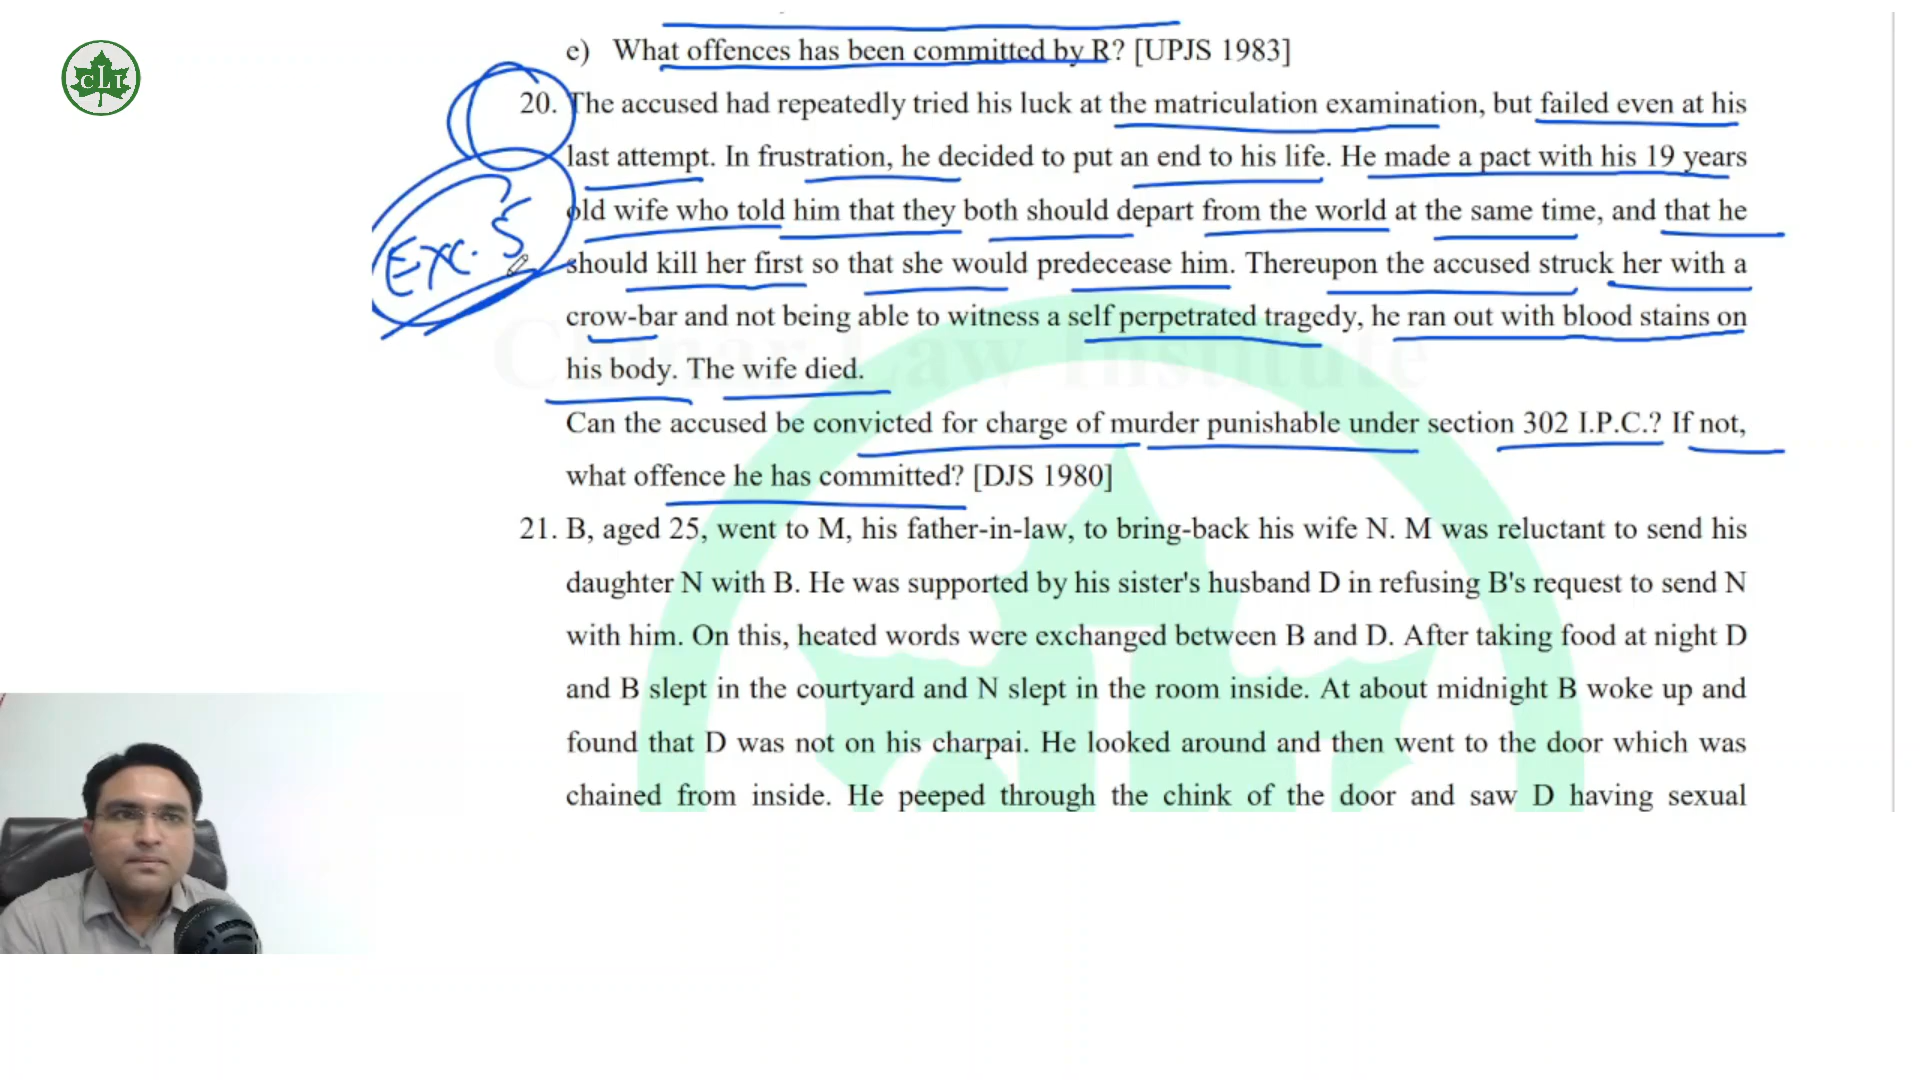 CLI
e) What offences has been committed by R? [UPJS 1983]
20. The accused had repeatedly tried his luck at the matriculation examination, but failed even at his
last attempt. In frustration, he decided to put an end to his life. He made a pact with his 19 years
old wife who told him that they both should depart from the world at the same time, and that he
Exc. 5
should kill her first so that she would predecease him. Thereupon the accused struck her with a
crow-bar and not being able to witness a self perpetrated tragedy, he ran out with blood stains on
his body. The wife died.
Can the accused be convicted for charge of murder punishable under section 302 I.P.C.? If not,
what offence he has committed? [DJS 1980]
21. B, aged 25, went to M, his father-in-law, to bring-back his wife N. M was reluctant to send his
daughter N with B. He was supported by his sister's husband D in refusing B's request to send N
with him. On this, heated words were exchanged between B and D. After taking food at night D
and B slept in the courtyard and N slept in the room inside. At about midnight B woke up and
found that D was not on his charpai. He looked around and then went to the door which was
chained from inside. He peeped through the chink of the door and saw D having sexual